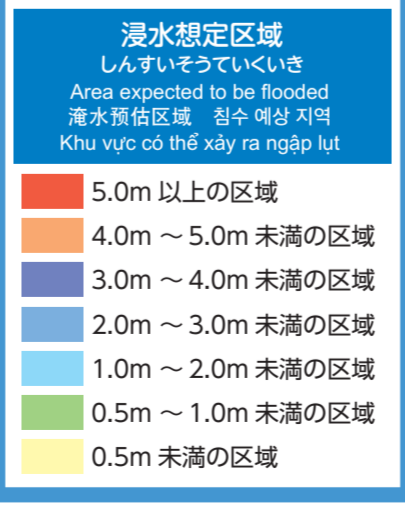 浸水想定区域
しんすいそうていくいき
Area expected to be flooded
淹水预估区域　침수 예상 지역
Khu vực có thể xảy ra ngập lụt
5.0m 以上の区域
4.0m ～ 5.0m 未満の区域
3.0m ～ 4.0m 未満の区域
2.0m ～ 3.0m 未満の区域
1.0m ～ 2.0m 未満の区域
0.5m ～ 1.0m 未満の区域
0.5m 未満の区域